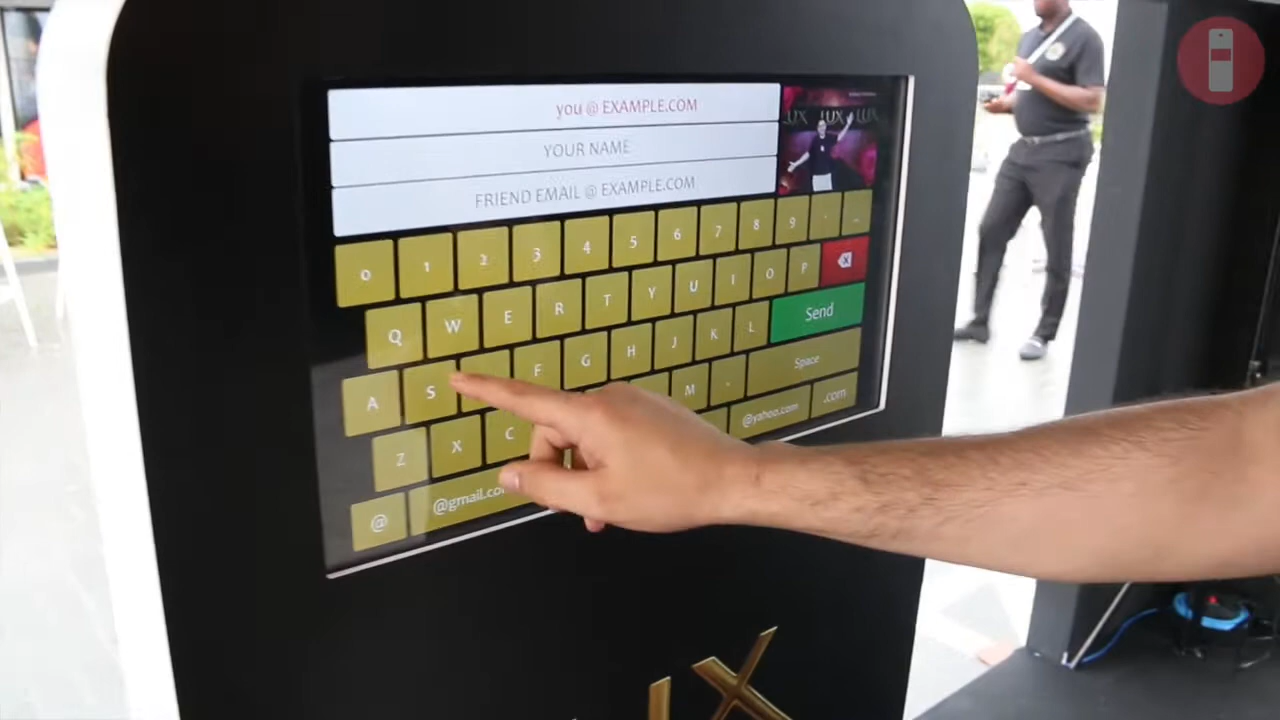 you @ EXAMPLE.COM
YOUR NAME
FRIEND EMAIL @ EXAMPLE.COM
LUX LUX LUX
0 1 2 3 4 5 6 7 8 9 - _
Q W E R T Y U I O P
A S F G H J K L Send
Z X C M . Space
@ @gmail.co @yahoo.com .com
UX